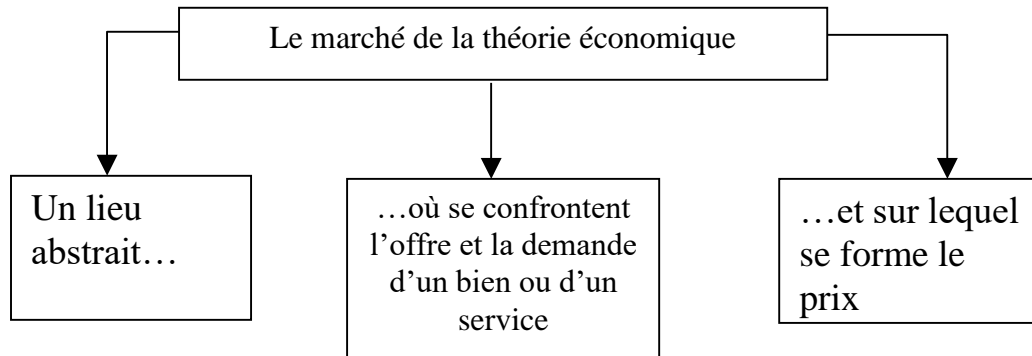 Le marché de la théorie économique
Un lieu
abstrait…
…où se confrontent
l’offre et la demande
d’un bien ou d’un
service
…et sur lequel
se forme le
prix